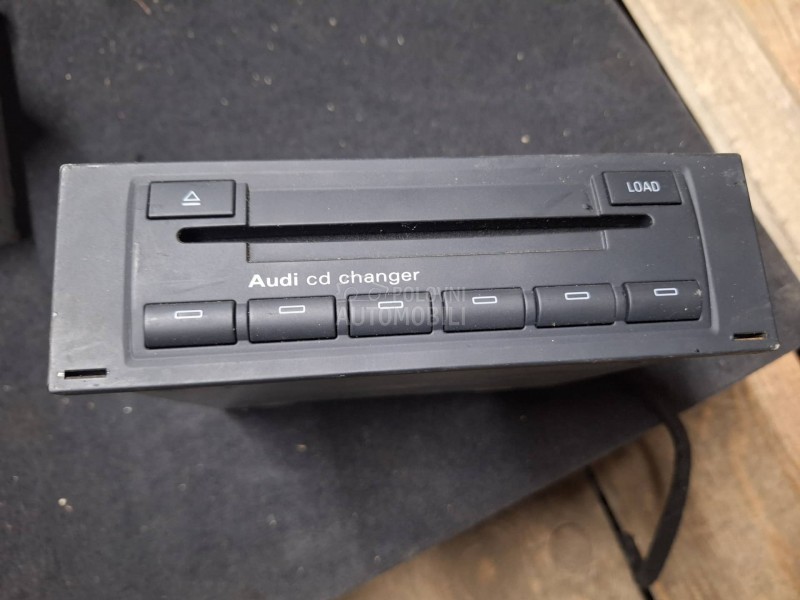 LOAD
Audi cd changer
POLOVNI
AUTOMOBILI